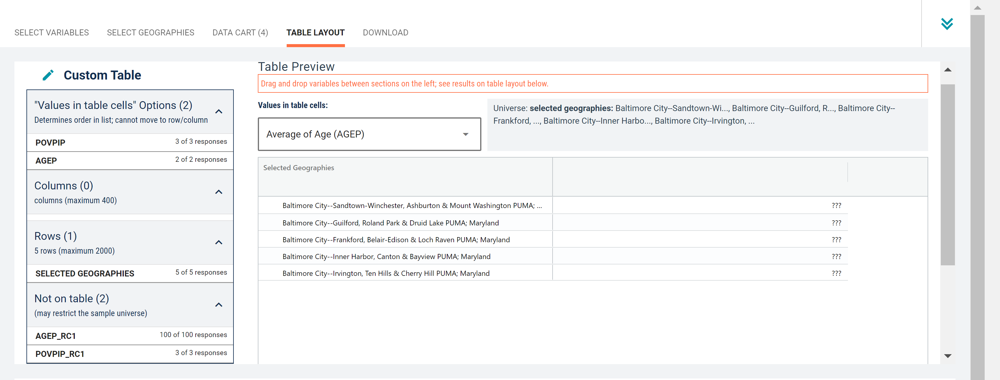 SELECT VARIABLES SELECT GEOGRAPHIES DATA CART (4) TABLE LAYOUT DOWNLOAD
Custom Table
"Values in table cells" Options (2)
Determines order in list; cannot move to row/column
POVPIP 3 of 3 responses
AGEP 2 of 2 responses
Columns (0)
columns (maximum 400)
Rows (1)
5 rows (maximum 2000)
SELECTED GEOGRAPHIES 5 of 5 responses
Not on table (2)
(may restrict the sample universe)
AGEP_RC1 100 of 100 responses
POVPIP_RC1 3 of 3 responses
Table Preview
Drag and drop variables between sections on the left; see results on table layout below.
Values in table cells:
Average of Age (AGEP)
Universe: selected geographies: Baltimore City--Sandtown-Wi..., Baltimore City--Guilford, R..., Baltimore City--
Frankford, ..., Baltimore City--Inner Harbo..., Baltimore City--Irvington, ...
Selected Geographies
Baltimore City--Sandtown-Winchester, Ashburton & Mount Washington PUMA; ... ???
Baltimore City--Guilford, Roland Park & Druid Lake PUMA; Maryland ???
Baltimore City--Frankford, Belair-Edison & Loch Raven PUMA; Maryland ???
Baltimore City--Inner Harbor, Canton & Bayview PUMA; Maryland ???
Baltimore City--Irvington, Ten Hills & Cherry Hill PUMA; Maryland ???